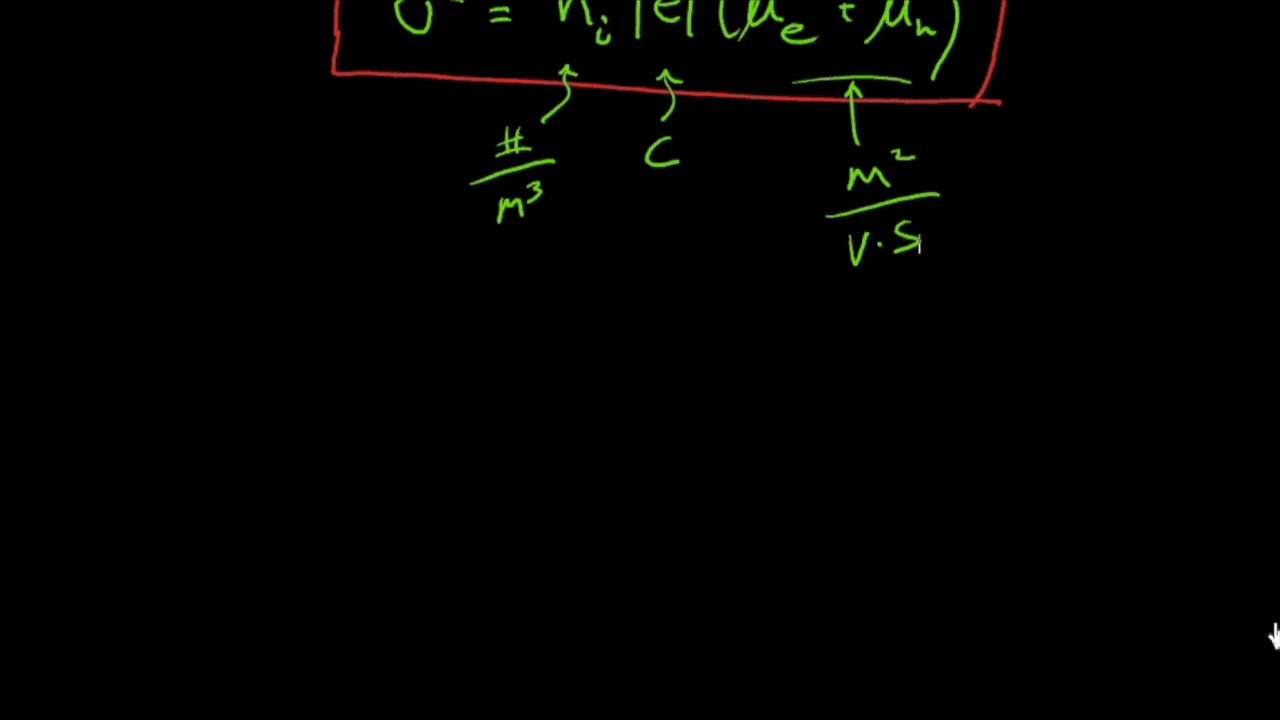 σ = nᵢ |e| (μₑ + μₕ)
# C m²
m³ V·S